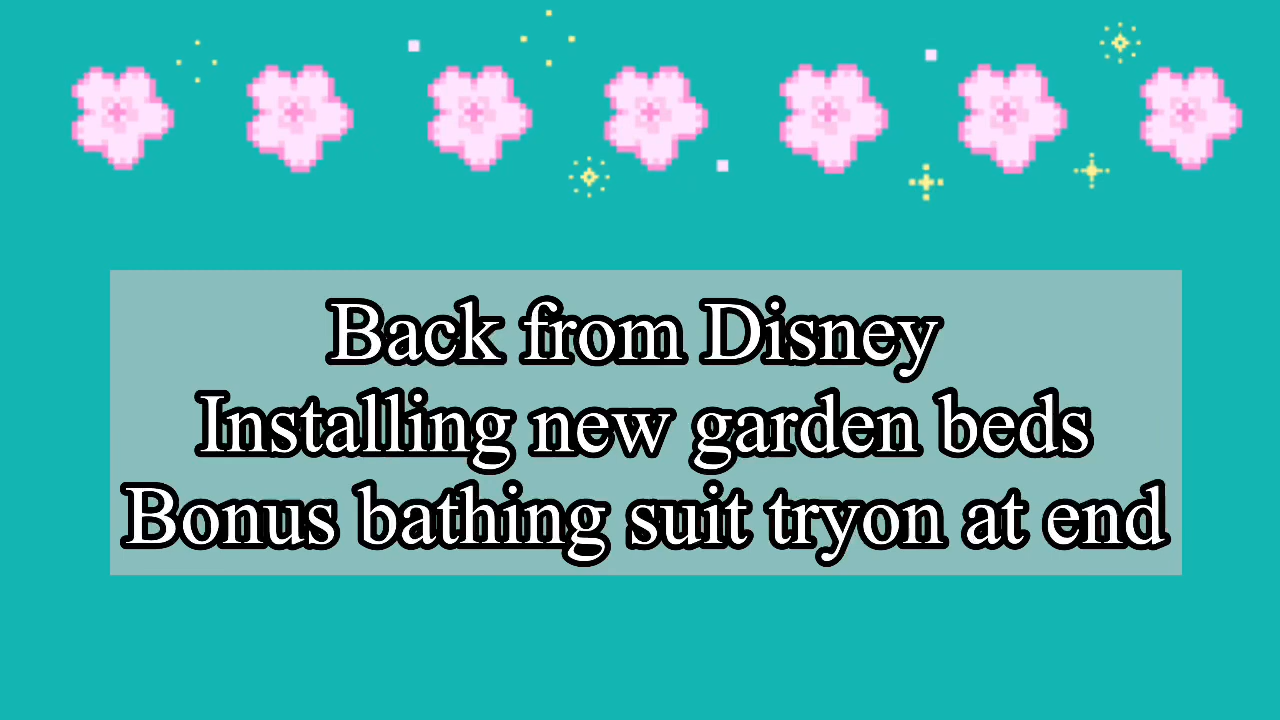 Back from Disney
Installing new garden beds
Bonus bathing suit tryon at end